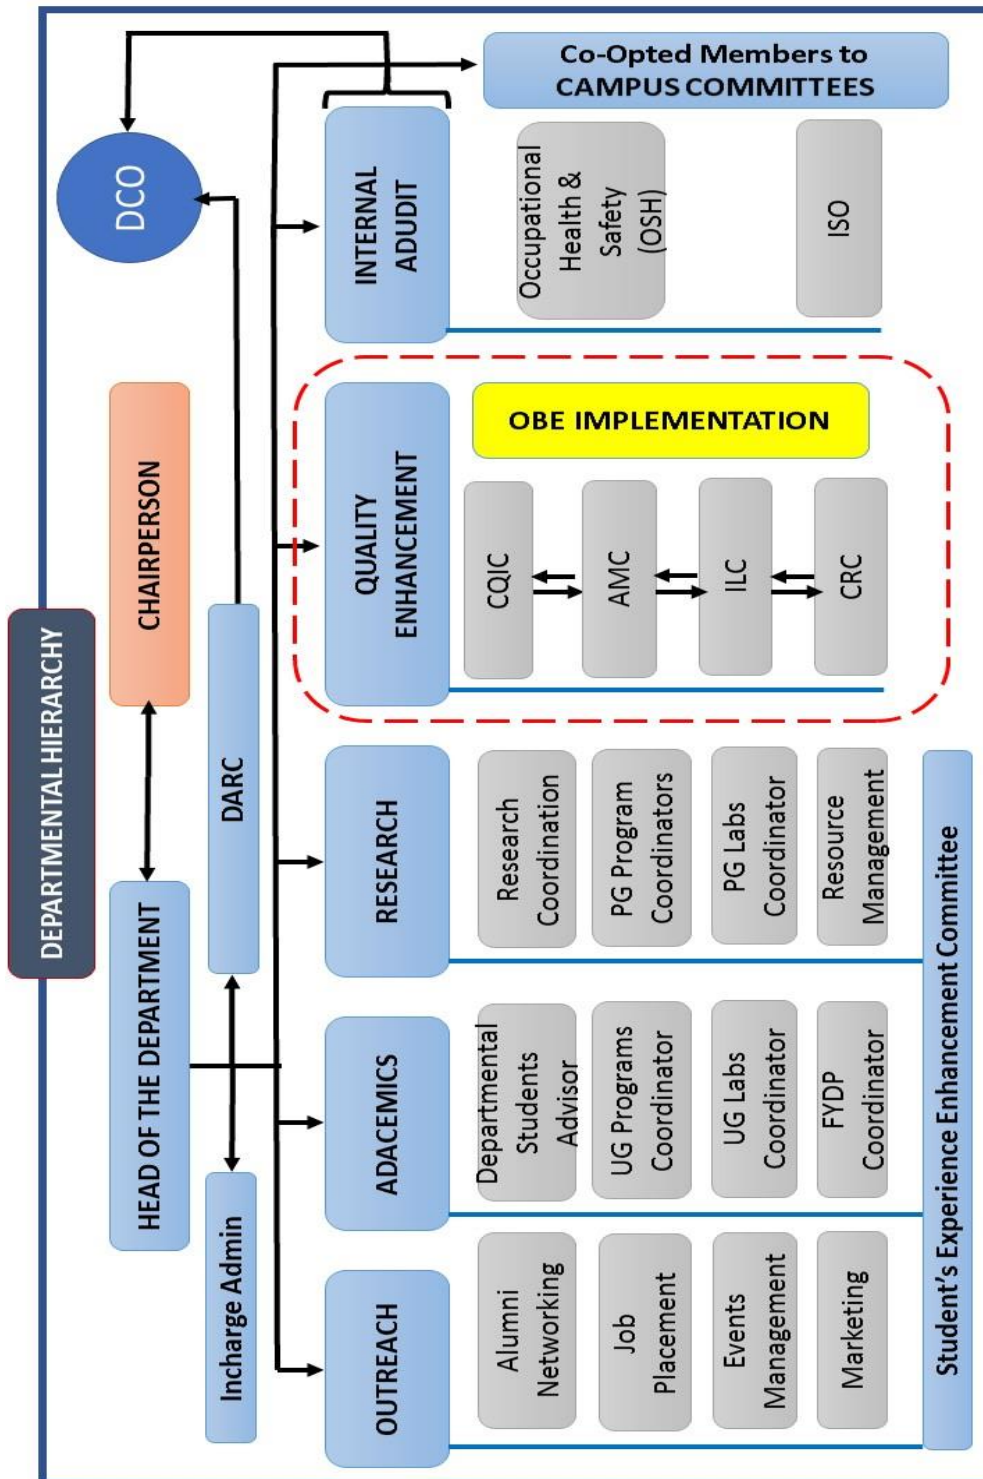 DEPARTMENTAL HIERARCHY
HEAD OF THE DEPARTMENT
CHAIRPERSON
DCO
Incharge Admin
DARC
OUTREACH
ADACEMICS
RESEARCH
QUALITY
ENHANCEMENT
INTERNAL
ADUDIT
Co-Opted Members to
CAMPUS COMMITTEES
Alumni
Networking
Job
Placement
Events
Management
Marketing
Departmental
Students
Advisor
UG Programs
Coordinator
UG Labs
Coordinator
FYDP
Coordinator
Research
Coordination
PG Program
Coordinators
PG Labs
Coordinator
Resource
Management
CQIC
AMC
ILC
CRC
OBE IMPLEMENTATION
Occupational
Health &
Safety
(OSH)
ISO
Student's Experience Enhancement Committee